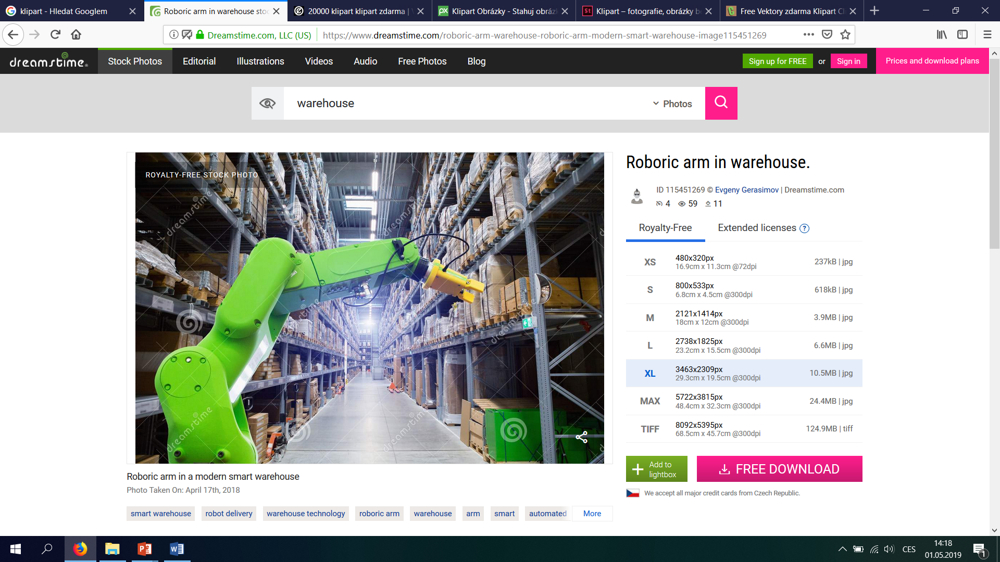 klipart - Hledat Googlem
Roboric arm in warehouse stoc
20000 klipart klipart zdarma |
Klipart Obrázky - Stahuj obráz
Klipart – fotografie, obrázky b
Free Vektory zdarma Klipart Cl
Dreamstime.com, LLC (US)
https://www.dreamstime.com/roboric-arm-warehouse-roboric-arm-modern-smart-warehouse-image115451269
dreamstime
Stock Photos
Editorial
Illustrations
Videos
Audio
Free Photos
Blog
Sign up for FREE
or
Sign in
Prices and download plans
warehouse
Photos
ROYALTY-FREE STOCK PHOTO
dreamstime
dreamstime
dreamstime
dreamstime
dreamstime
dreamstime
Roboric arm in a modern smart warehouse
Photo Taken On: April 17th, 2018
smart warehouse
robot delivery
warehouse technology
roboric arm
warehouse
arm
smart
automated
More
Roboric arm in warehouse.
ID 115451269 © Evgeny Gerasimov | Dreamstime.com
4 59 11
Royalty-Free
Extended licenses ?
XS 480x320px 237kB | jpg
16.9cm x 11.3cm @72dpi
S 800x533px 618kB | jpg
6.8cm x 4.5cm @300dpi
M 2121x1414px 3.9MB | jpg
18cm x 12cm @300dpi
L 2738x1825px 6.6MB | jpg
23.2cm x 15.5cm @300dpi
XL 3463x2309px 10.5MB | jpg
29.3cm x 19.5cm @300dpi
MAX 5722x3815px 24.4MB | jpg
48.4cm x 32.3cm @300dpi
TIFF 8092x5395px 124.9MB | tiff
68.5cm x 45.7cm @300dpi
Add to
lightbox
FREE DOWNLOAD
We accept all major credit cards from Czech Republic.
CES
14:18
01.05.2019
1